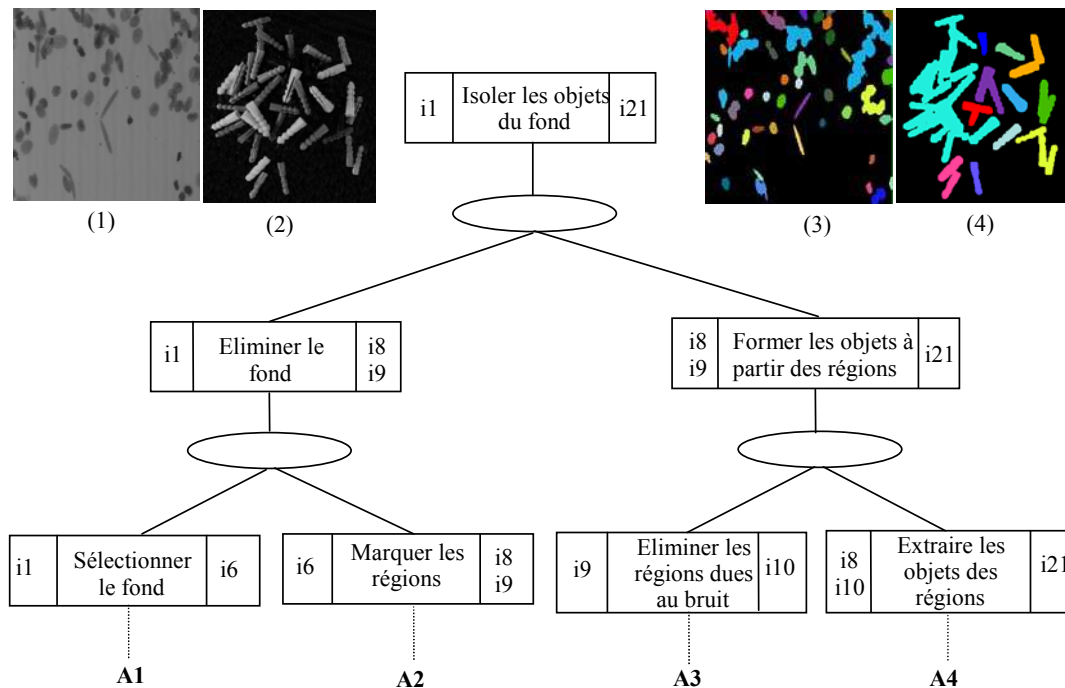 i1
Isoler les objets
du fond
i21
(1)
(2)
(3)
(4)
i1
Eliminer le
fond
i8
i9
i8
i9
Former les objets à
partir des régions
i21
i1
Sélectionner
le fond
i6
i6
Marquer les
régions
i8
i9
i9
Eliminer les
régions dues
au bruit
i10
i8
i10
Extraire les
objets des
régions
i21
A1
A2
A3
A4